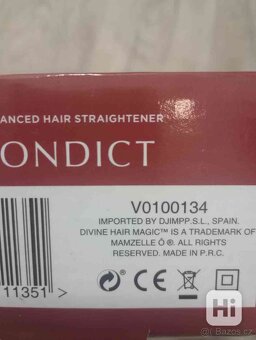 ANCED HAIR STRAIGHTENER
ONDICT
V0100134
IMPORTED BY DJIMPP.S.L., SPAIN.
DIVINE HAIR MAGIC™ IS A TRADEMARK OF
MAMZELLE Ô ®. ALL RIGHTS
RESERVED. MADE IN P.R.C.
11351 >
CE
Hi
© Bazos.cz